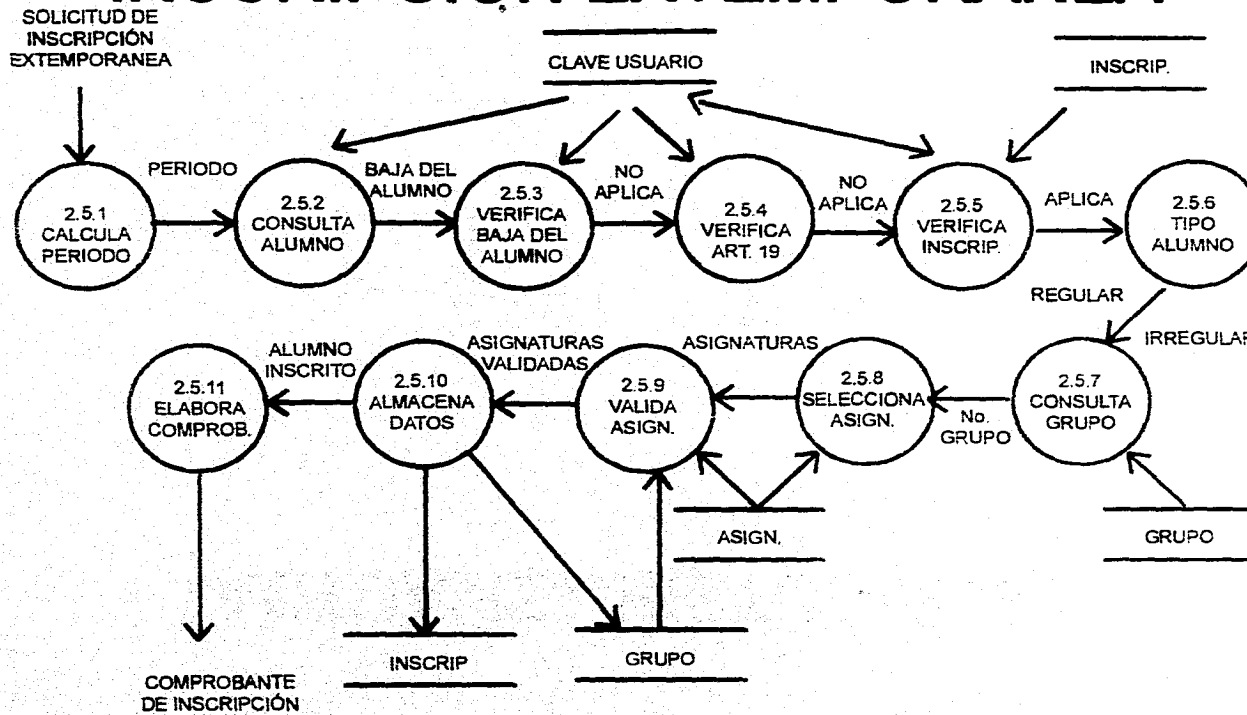 SOLICITUD DE
INSCRIPCIÓN
EXTEMPORANEA
CLAVE USUARIO
INSCRIP.
PERIODO
BAJA DEL
ALUMNO
NO
APLICA
NO
APLICA
APLICA
2.5.1
CALCULA
PERIODO
2.5.2
CONSULTA
ALUMNO
2.5.3
VERIFICA
BAJA DEL
ALUMNO
2.5.4
VERIFICA
ART. 19
2.5.5
VERIFICA
INSCRIP.
2.5.6
TIPO
ALUMNO
REGULAR
IRREGULAR
ALUMNO
INSCRITO
ASIGNATURAS
VALIDADAS
ASIGNATURAS
No.
GRUPO
2.5.11
ELABORA
COMPROB.
2.5.10
ALMACENA
DATOS
2.5.9
VALIDA
ASIGN.
2.5.8
SELECCIONA
ASIGN.
2.5.7
CONSULTA
GRUPO
ASIGN.
GRUPO
INSCRIP
GRUPO
COMPROBANTE
DE INSCRIPCIÓN